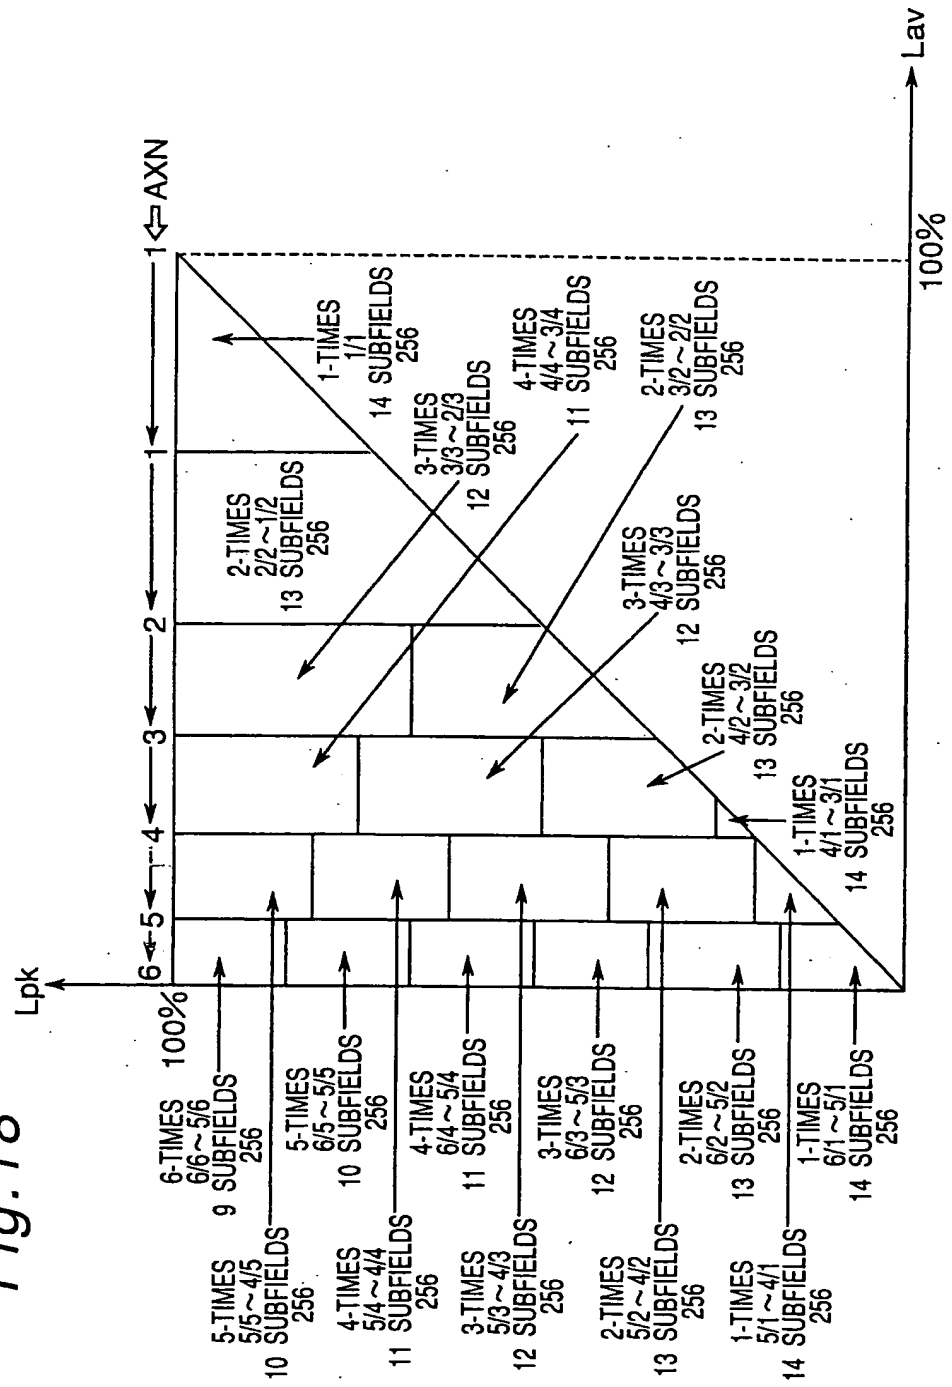 Fig.18
Lpk
100%
6 5 4 3 2 1 1 ⇦ AXN
6-TIMES
6/6~5/6
9 SUBFIELDS
256
5-TIMES
6/5~5/5
10 SUBFIELDS
256
4-TIMES
6/4~5/4
11 SUBFIELDS
256
3-TIMES
6/3~5/3
12 SUBFIELDS
256
2-TIMES
6/2~5/2
13 SUBFIELDS
256
1-TIMES
6/1~5/1
14 SUBFIELDS
256
5-TIMES
5/5~4/5
10 SUBFIELDS
256
4-TIMES
5/4~4/4
11 SUBFIELDS
256
3-TIMES
5/3~4/3
12 SUBFIELDS
256
2-TIMES
5/2~4/2
13 SUBFIELDS
256
1-TIMES
5/1~4/1
14 SUBFIELDS
256
2-TIMES
2/2~1/2
13 SUBFIELDS
256
1-TIMES
1/1
14 SUBFIELDS
256
3-TIMES
3/3~2/3
12 SUBFIELDS
256
4-TIMES
4/4~3/4
11 SUBFIELDS
256
2-TIMES
3/2~2/2
13 SUBFIELDS
256
3-TIMES
4/3~3/3
12 SUBFIELDS
256
2-TIMES
4/2~3/2
13 SUBFIELDS
256
1-TIMES
4/1~3/1
14 SUBFIELDS
256
100%
Lav